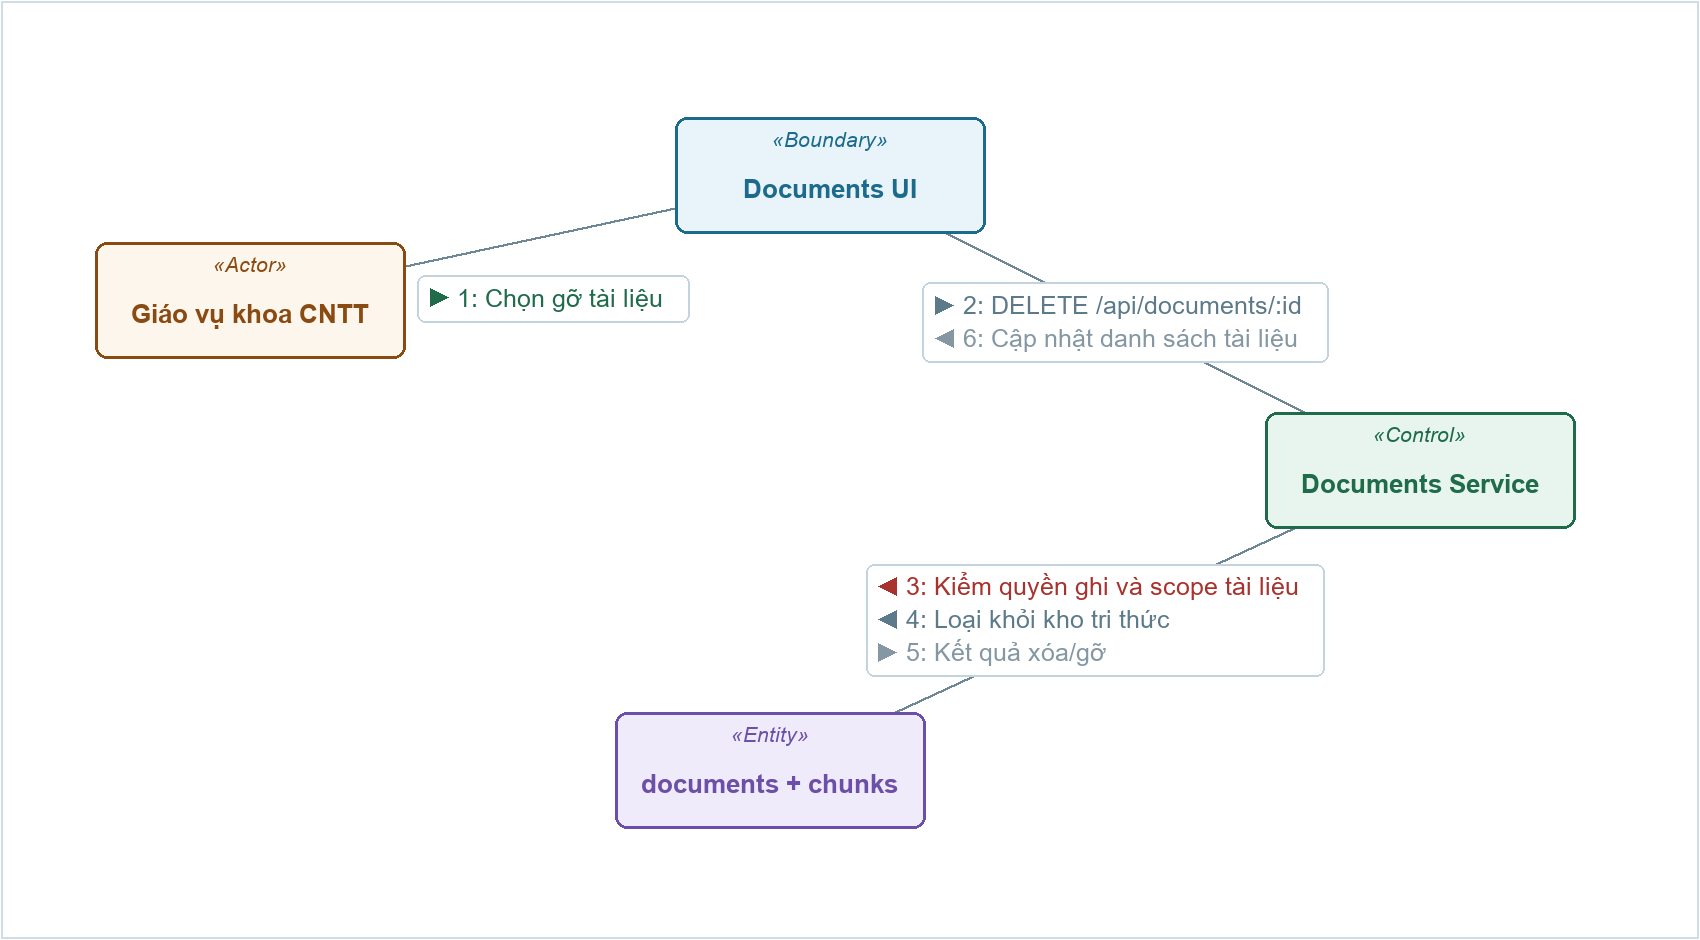 «Boundary»
Documents UI
«Actor»
Giáo vụ khoa CNTT
▶ 1: Chọn gỡ tài liệu
▶ 2: DELETE /api/documents/:id
◀ 6: Cập nhật danh sách tài liệu
«Control»
Documents Service
◀ 3: Kiểm quyền ghi và scope tài liệu
◀ 4: Loại khỏi kho tri thức
▶ 5: Kết quả xóa/gỡ
«Entity»
documents + chunks